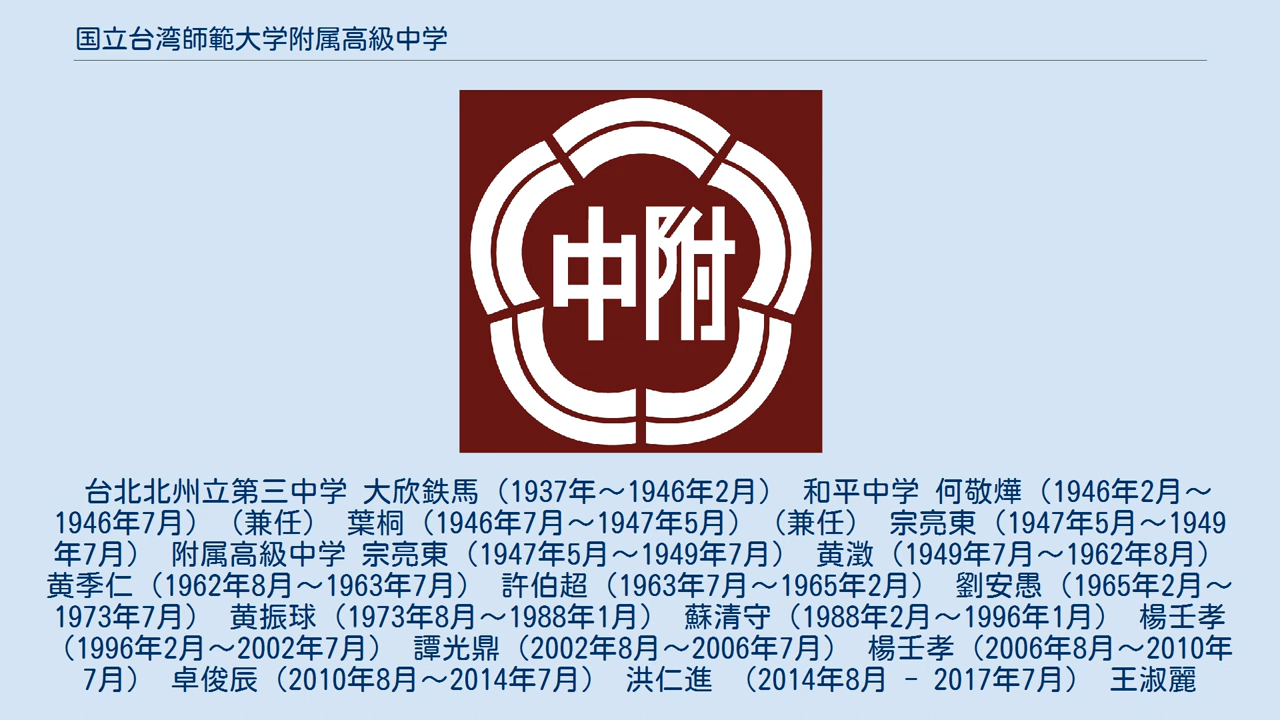 国立台湾師範大学附属高級中学
中附
台北北州立第三中学 大欣鉄馬（1937年～1946年2月） 和平中学 何敬燁（1946年2月～
1946年7月）（兼任） 葉桐（1946年7月～1947年5月）（兼任） 宗亮東（1947年5月～1949
年7月） 附属高級中学 宗亮東（1947年5月～1949年7月） 黄澂（1949年7月～1962年8月）
黄季仁（1962年8月～1963年7月） 許伯超（1963年7月～1965年2月） 劉安愚（1965年2月～
1973年7月） 黄振球（1973年8月～1988年1月） 蘇清守（1988年2月～1996年1月） 楊壬孝
（1996年2月～2002年7月） 譚光鼎（2002年8月～2006年7月） 楊壬孝（2006年8月～2010年
7月） 卓俊辰（2010年8月～2014年7月） 洪仁進 （2014年8月 - 2017年7月） 王淑麗